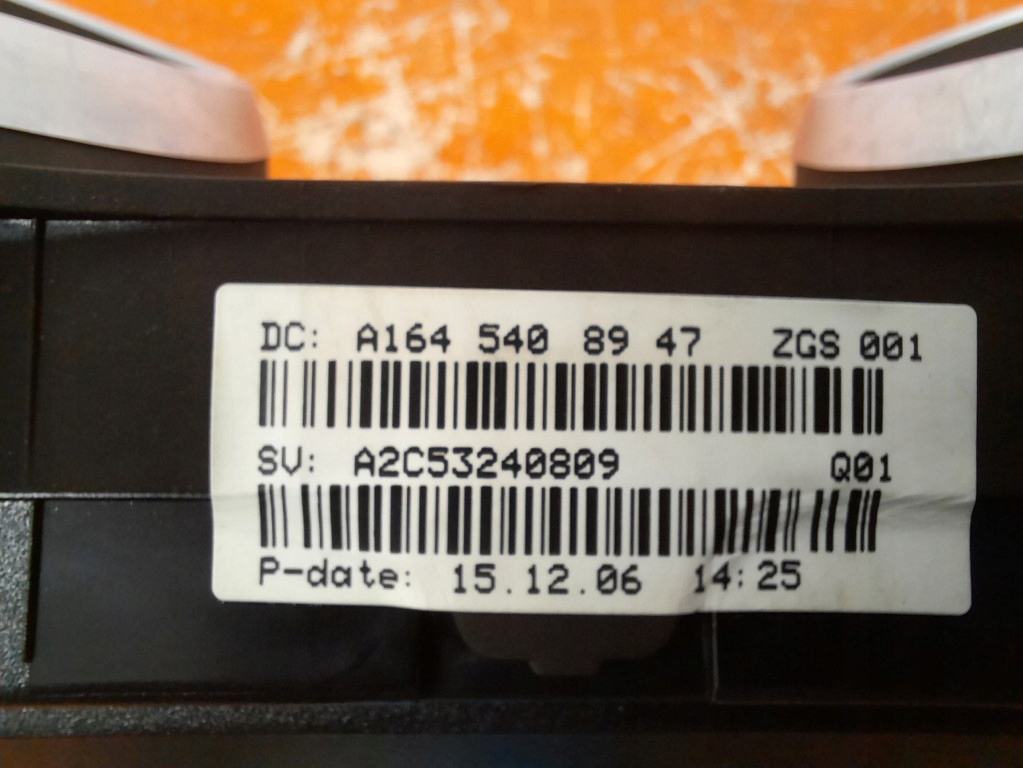 DC: A164 540 89 47 ZGS 001
SV: A2C53240809 Q01
P-date: 15.12.06 14:25